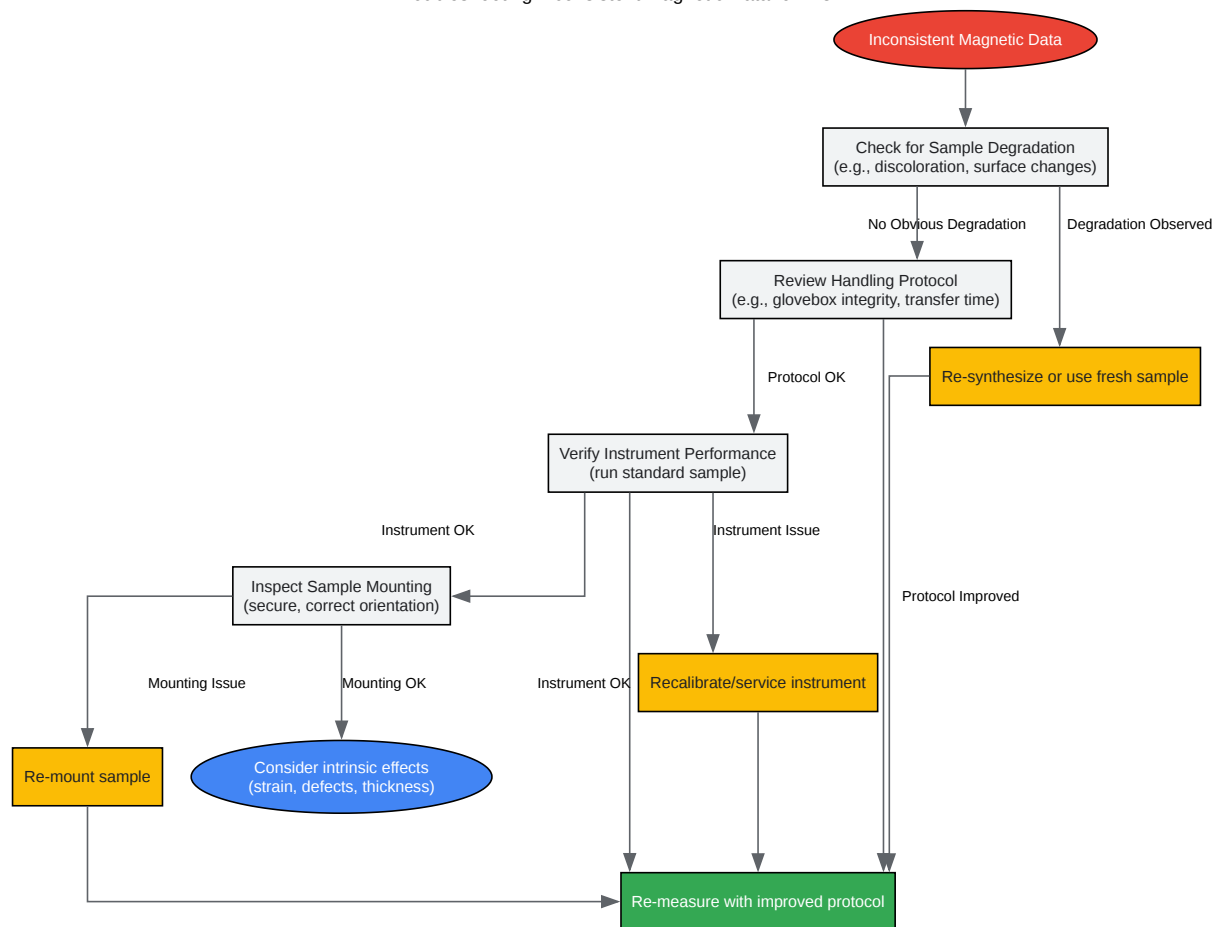 Inconsistent Magnetic Data
Check for Sample Degradation
(e.g., discoloration, surface changes)
No Obvious Degradation
Degradation Observed
Review Handling Protocol
(e.g., glovebox integrity, transfer time)
Protocol OK
Re-synthesize or use fresh sample
Verify Instrument Performance
(run standard sample)
Instrument OK
Instrument Issue
Inspect Sample Mounting
(secure, correct orientation)
Protocol Improved
Mounting Issue
Mounting OK
Instrument OK
Recalibrate/service instrument
Re-mount sample
Consider intrinsic effects
(strain, defects, thickness)
Re-measure with improved protocol